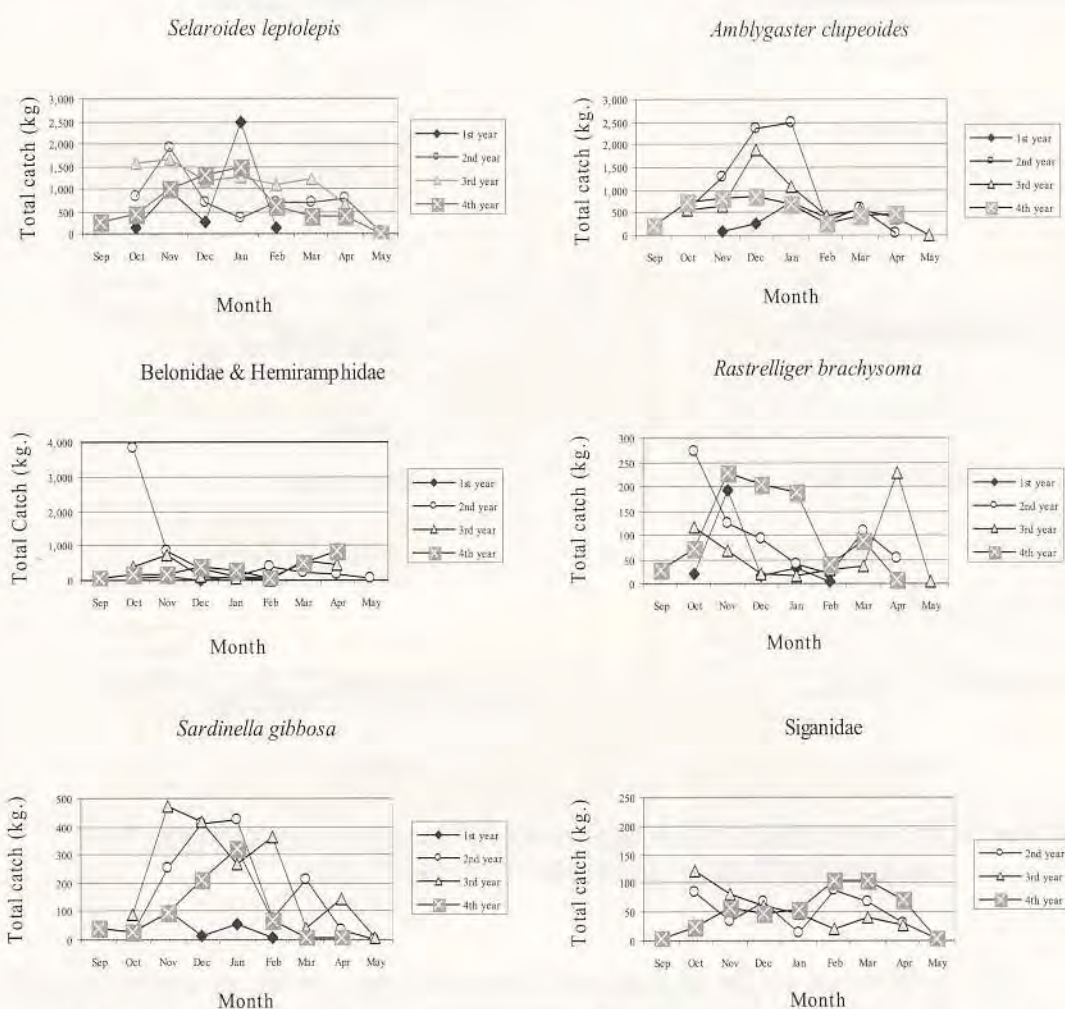 Selaroides leptolepis
Total catch (kg)
3,000
2,500
2,000
1,500
1,000
500
0
Sep Oct Nov Dec Jan Feb Mar Apr May
Month
1st year
2nd year
3rd year
4th year
Amblygaster clupeoides
Total catch (kg.)
3,000
2,500
2,000
1,500
1,000
500
0
Sep Oct Nov Dec Jan Feb Mar Apr May
Month
1st year
2nd year
3rd year
4th year
Belonidae & Hemiramphidae
Total Catch (kg.)
4,000
3,000
2,000
1,000
0
Sep Oct Nov Dec Jan Feb Mar Apr May
Month
1st year
2nd year
3rd year
4th year
Rastrelliger brachysoma
Total catch (kg.)
300
250
200
150
100
50
0
Sep Oct Nov Dec Jan Feb Mar Apr May
Month
1st year
2nd year
3rd year
4th year
Sardinella gibbosa
Total catch (kg.)
500
400
300
200
100
0
Sep Oct Nov Dec Jan Feb Mar Apr May
Month
1st year
2nd year
3rd year
4th year
Siganidae
Total catch (kg.)
250
200
150
100
50
0
Sep Oct Nov Dec Jan Feb Mar Apr May
Month
2nd year
3rd year
4th year